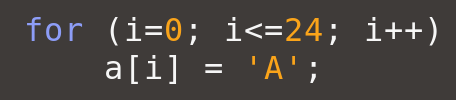 for (i=0; i<=24; i++)
    a[i] = 'A';